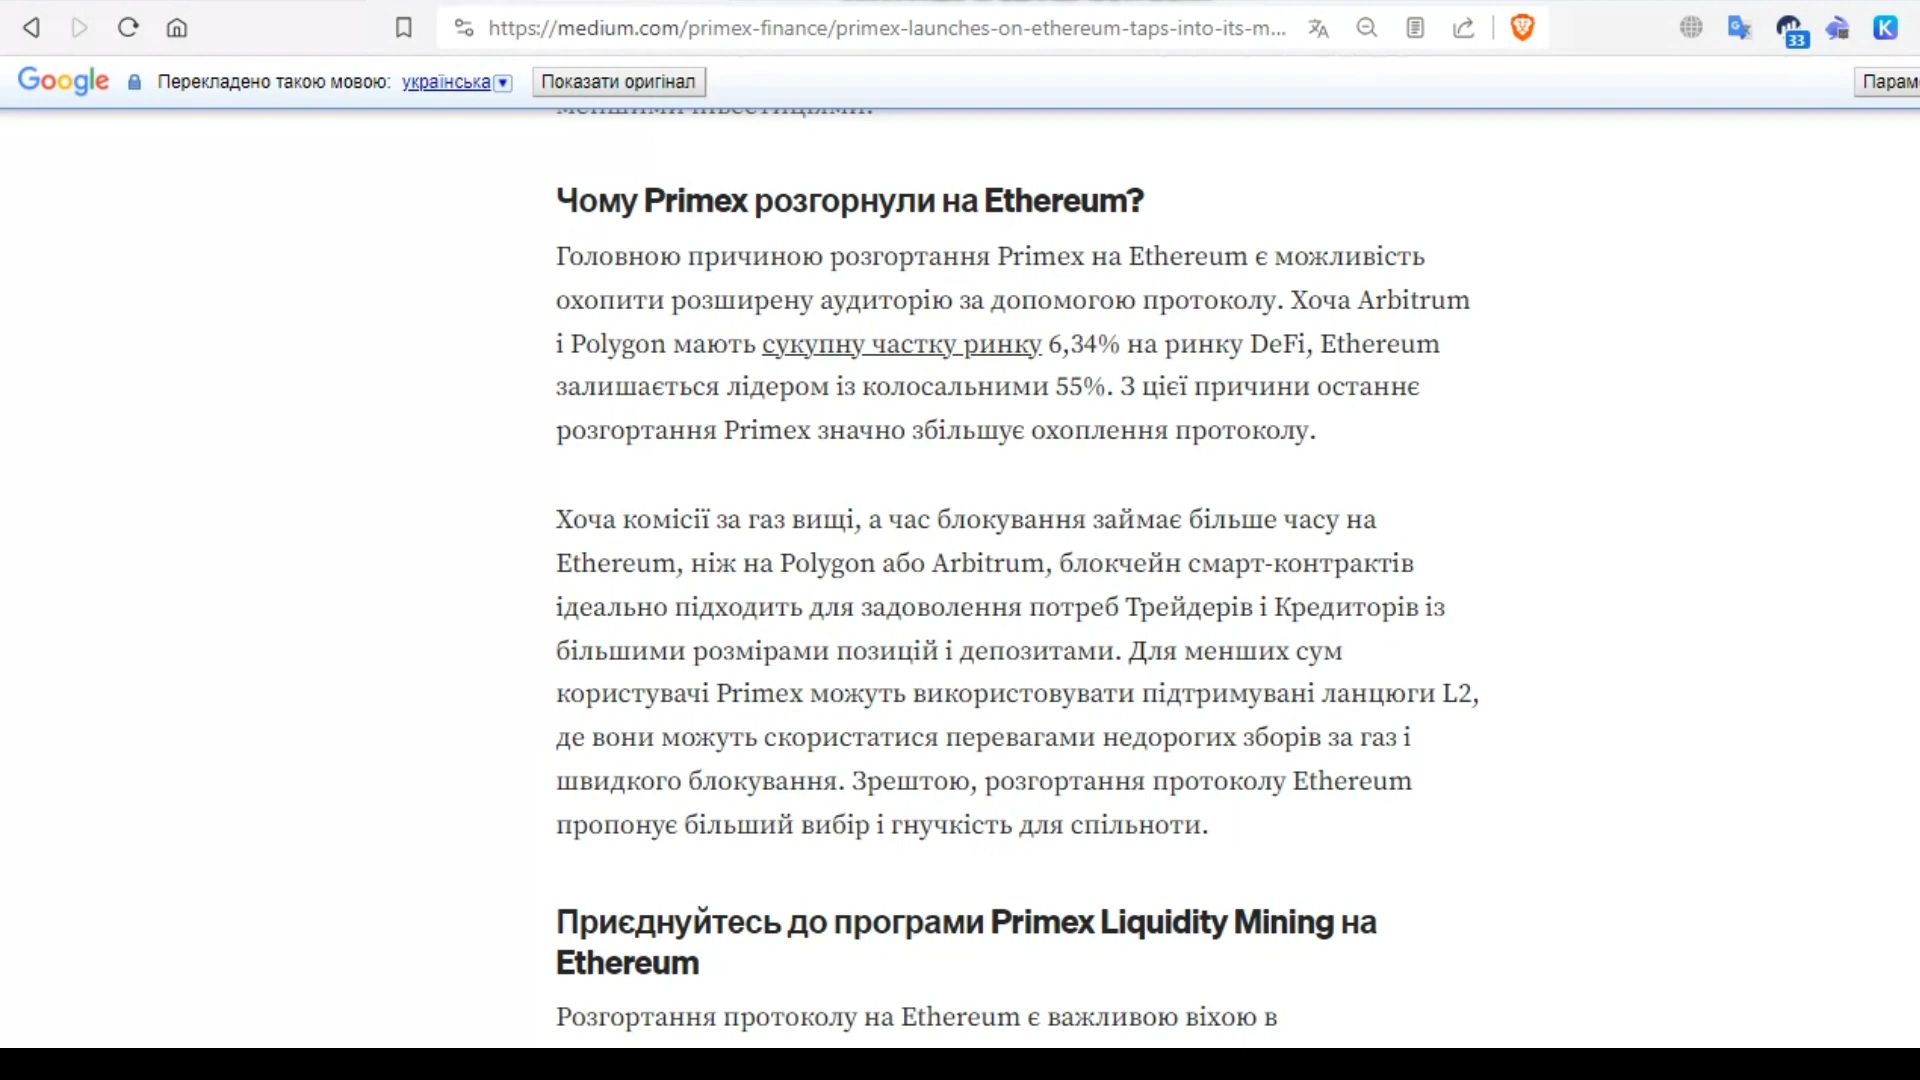 https://medium.com/primex-finance/primex-launches-on-ethereum-taps-into-its-m...
33
K
Google Перекладено такою мовою: українська Показати оригінал Парам
меншими інвестиціями.
Чому Primex розгорнули на Ethereum?
Головною причиною розгортання Primex на Ethereum є можливість
охопити розширену аудиторію за допомогою протоколу. Хоча Arbitrum
і Polygon мають сукупну частку ринку 6,34% на ринку DeFi, Ethereum
залишається лідером із колосальними 55%. З цієї причини останнє
розгортання Primex значно збільшує охоплення протоколу.
Хоча комісії за газ вищі, а час блокування займає більше часу на
Ethereum, ніж на Polygon або Arbitrum, блокчейн смарт-контрактів
ідеально підходить для задоволення потреб Трейдерів і Кредиторів із
більшими розмірами позицій і депозитами. Для менших сум
користувачі Primex можуть використовувати підтримувані ланцюги L2,
де вони можуть скористатися перевагами недорогих зборів за газ і
швидкого блокування. Зрештою, розгортання протоколу Ethereum
пропонує більший вибір і гнучкість для спільноти.
Приєднуйтесь до програми Primex Liquidity Mining на
Ethereum
Розгортання протоколу на Ethereum є важливою віхою в